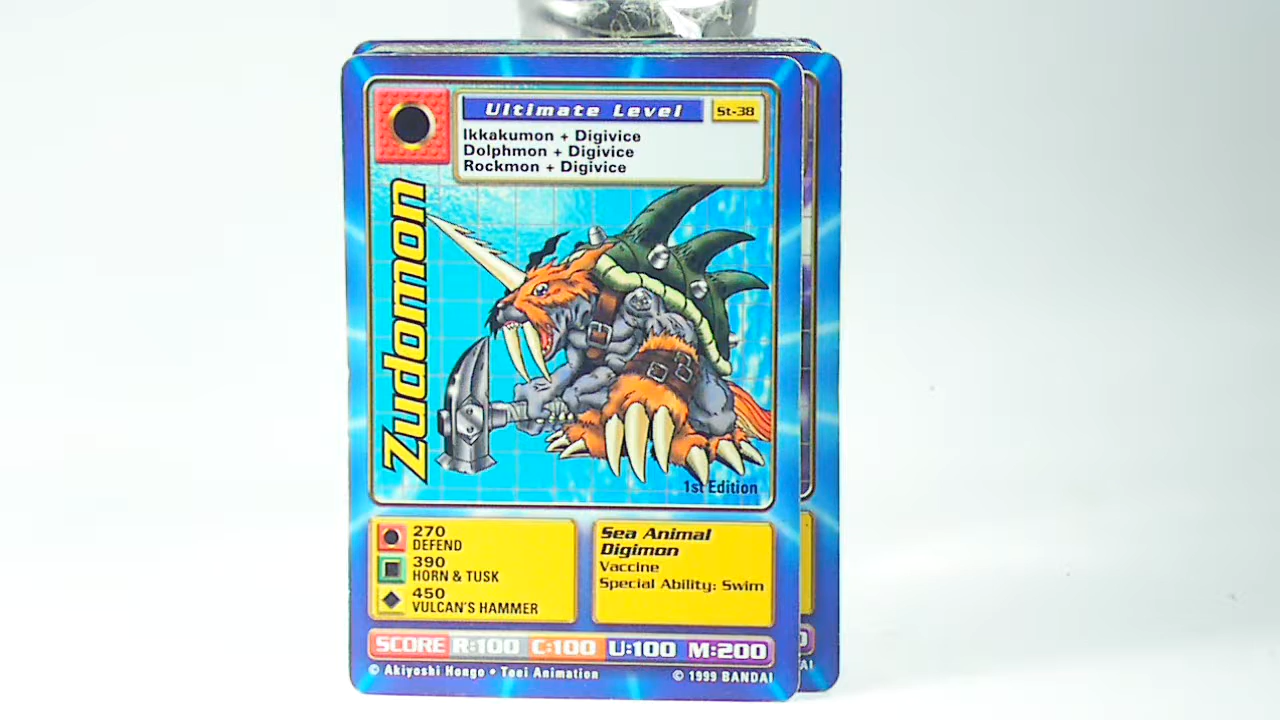 Ultimate Level
St-38
Ikkakumon + Digivice
Dolphmon + Digivice
Rockmon + Digivice
Zudomon
1st Edition
270
DEFEND
390
HORN & TUSK
450
VULCAN'S HAMMER
Sea Animal
Digimon
Vaccine
Special Ability: Swim
SCORE R:100 C:100 U:100 M:200
© Akiyoshi Hongo • Toei Animation © 1999 BANDAI